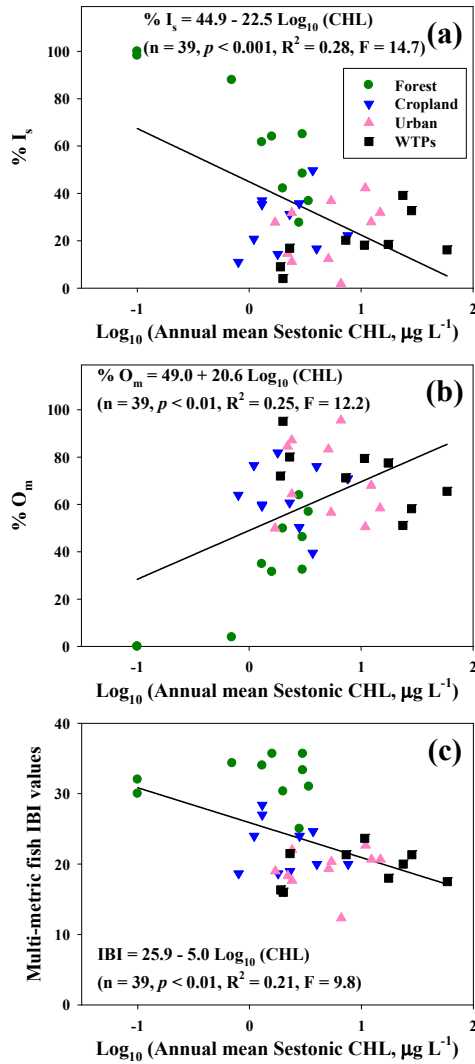 % Iₛ = 44.9 - 22.5 Log₁₀ (CHL)
(n = 39, p < 0.001, R² = 0.28, F = 14.7)
(a)
Forest
Cropland
Urban
WTPs
100
80
60
40
20
0
% Iₛ
-1 0 1 2
Log₁₀ (Annual mean Sestonic CHL, µg L⁻¹)
% Oₘ = 49.0 + 20.6 Log₁₀ (CHL)
(n = 39, p < 0.01, R² = 0.25, F = 12.2)
(b)
100
80
60
40
20
0
% Oₘ
-1 0 1 2
Log₁₀ (Annual mean Sestonic CHL, µg L⁻¹)
(c)
40
30
20
10
0
Multi-metric fish IBI values
IBI = 25.9 - 5.0 Log₁₀ (CHL)
(n = 39, p < 0.01, R² = 0.21, F = 9.8)
-1 0 1 2
Log₁₀ (Annual mean Sestonic CHL, µg L⁻¹)